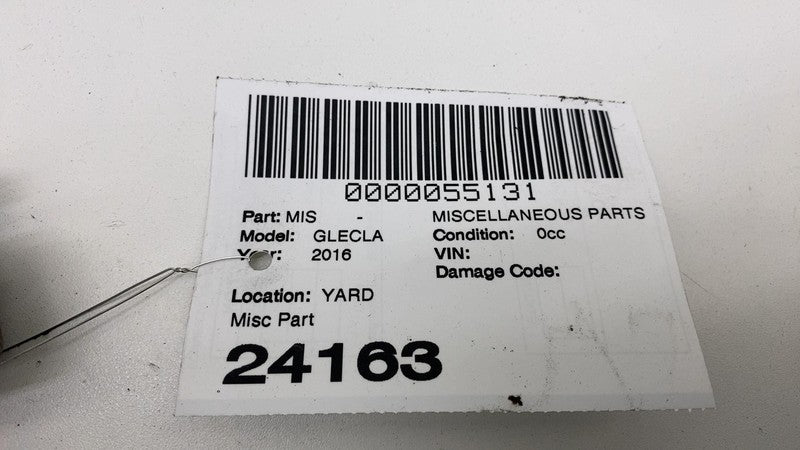 0000055131
Part: MIS - MISCELLANEOUS PARTS
Model: GLECLA Condition: 0cc
Year: 2016 VIN:
Damage Code:
Location: YARD
Misc Part
24163